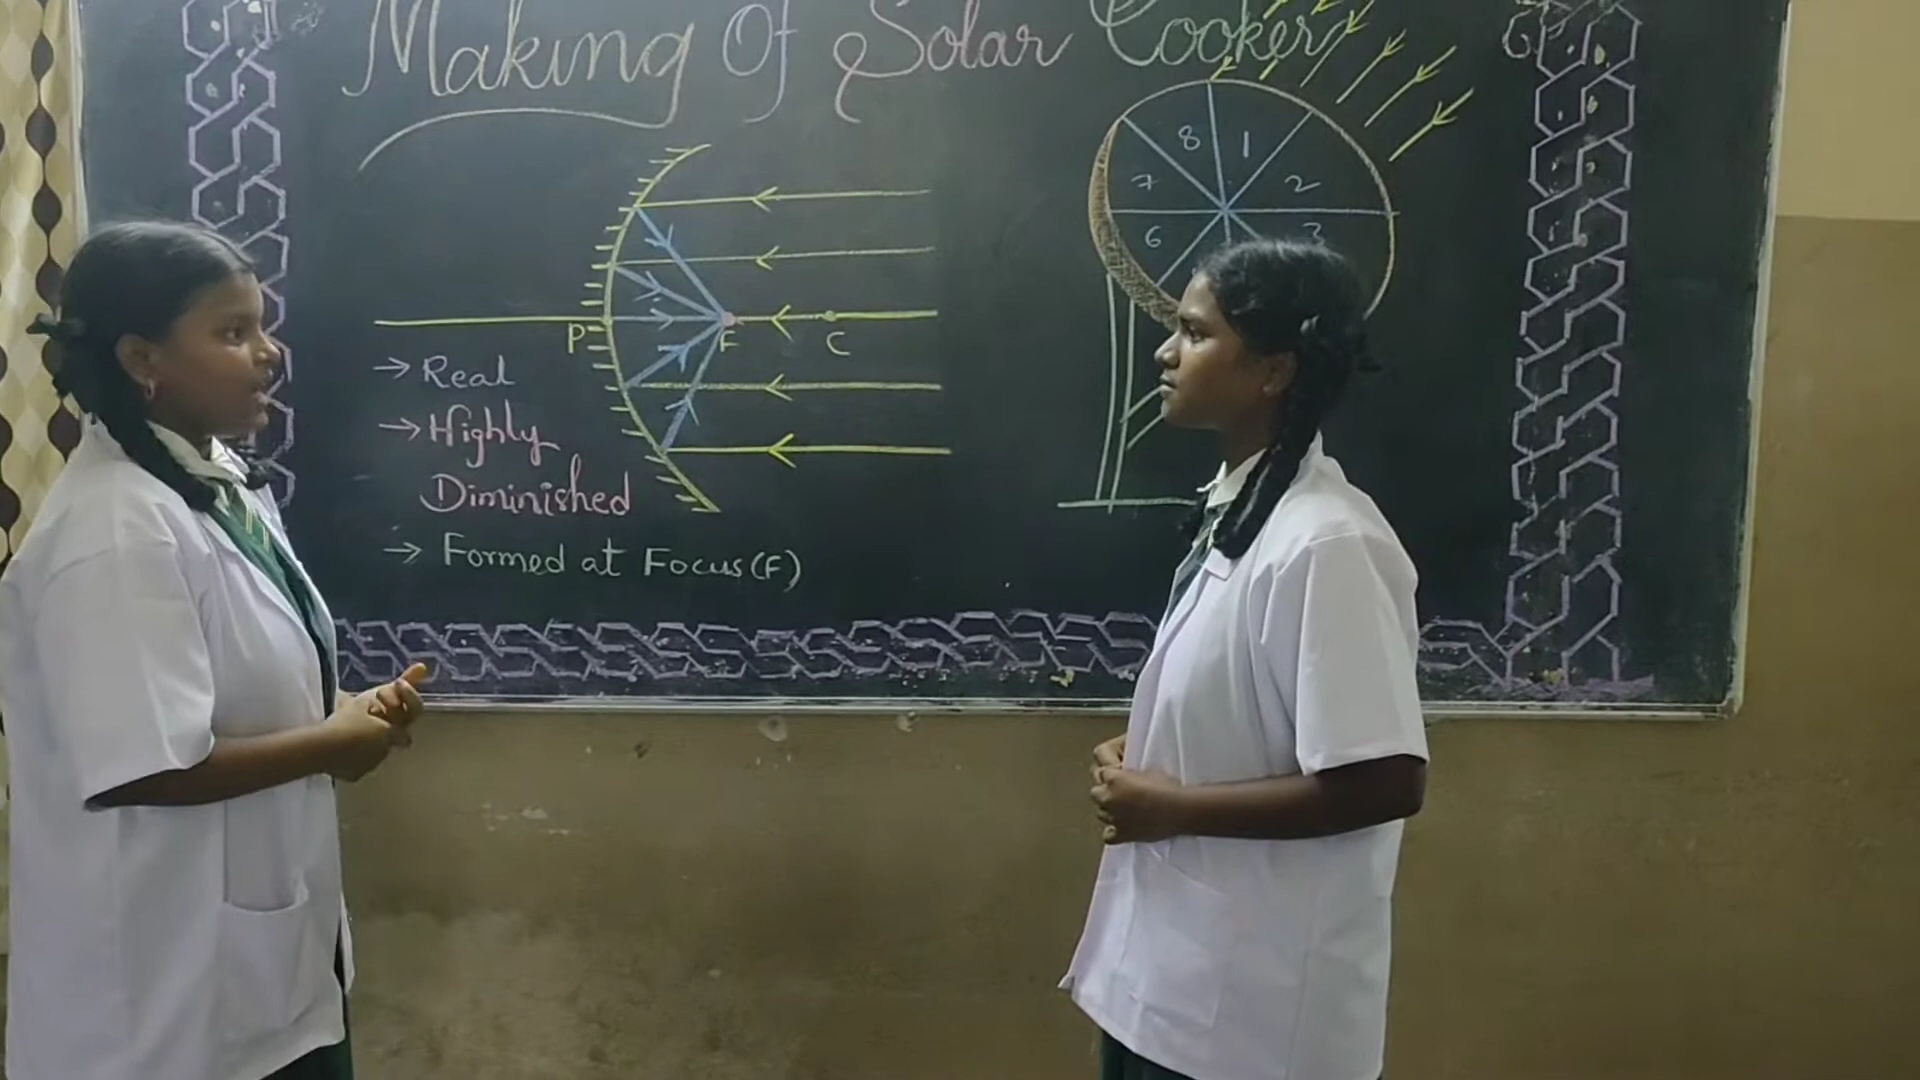 Making Of Solar Cooker
8 1
7 2
6 3
P F C
→ Real
→ Highly
Diminished
→ Formed at Focus (F)